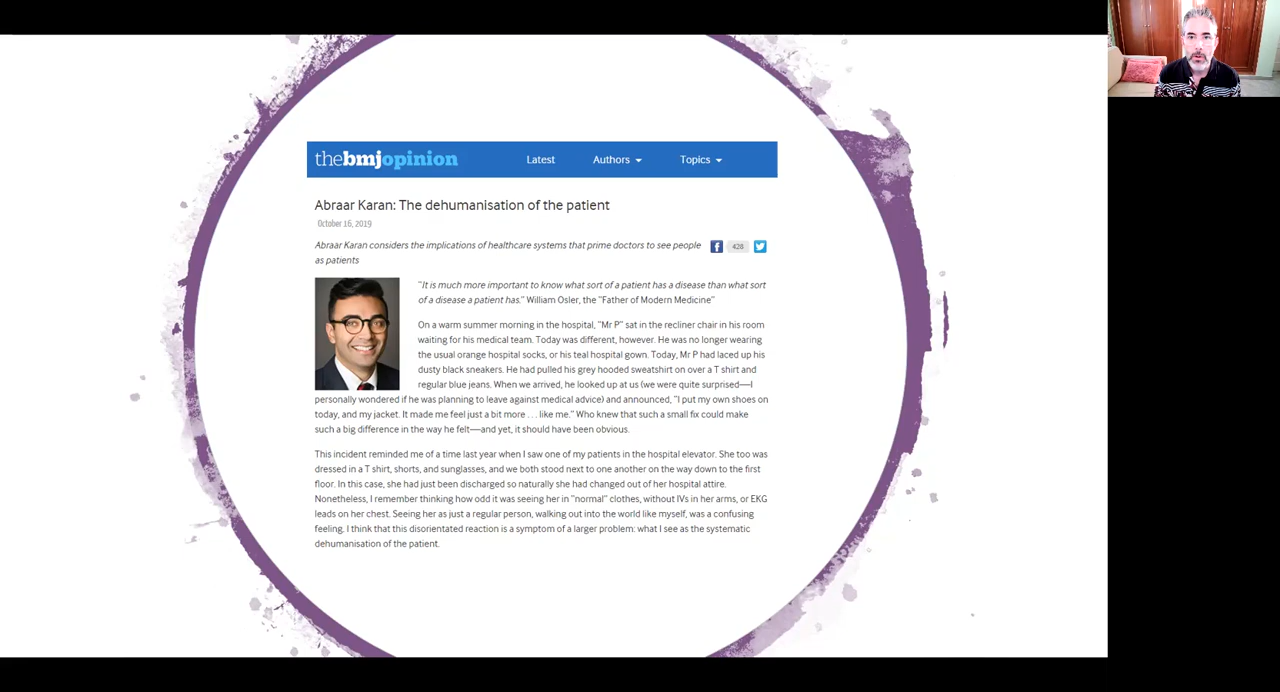 thebmjopinion Latest Authors Topics
Abraar Karan: The dehumanisation of the patient
October 16, 2019
Abraar Karan considers the implications of healthcare systems that prime doctors to see people
as patients
428
"It is much more important to know what sort of a patient has a disease than what sort
of a disease a patient has." William Osler, the "Father of Modern Medicine"
On a warm summer morning in the hospital, "Mr P" sat in the recliner chair in his room
waiting for his medical team. Today was different, however. He was no longer wearing
the usual orange hospital socks, or his teal hospital gown. Today, Mr P had laced up his
dusty black sneakers. He had pulled his grey hooded sweatshirt on over a T shirt and
regular blue jeans. When we arrived, he looked up at us (we were quite surprised—I
personally wondered if he was planning to leave against medical advice) and announced, "I put my own shoes on
today, and my jacket. It made me feel just a bit more . . . like me." Who knew that such a small fix could make
such a big difference in the way he felt—and yet, it should have been obvious.
This incident reminded me of a time last year when I saw one of my patients in the hospital elevator. She too was
dressed in a T shirt, shorts, and sunglasses, and we both stood next to one another on the way down to the first
floor. In this case, she had just been discharged so naturally she had changed out of her hospital attire.
Nonetheless, I remember thinking how odd it was seeing her in "normal" clothes, without IVs in her arms, or EKG
leads on her chest. Seeing her as just a regular person, walking out into the world like myself, was a confusing
feeling. I think that this disorientated reaction is a symptom of a larger problem: what I see as the systematic
dehumanisation of the patient.